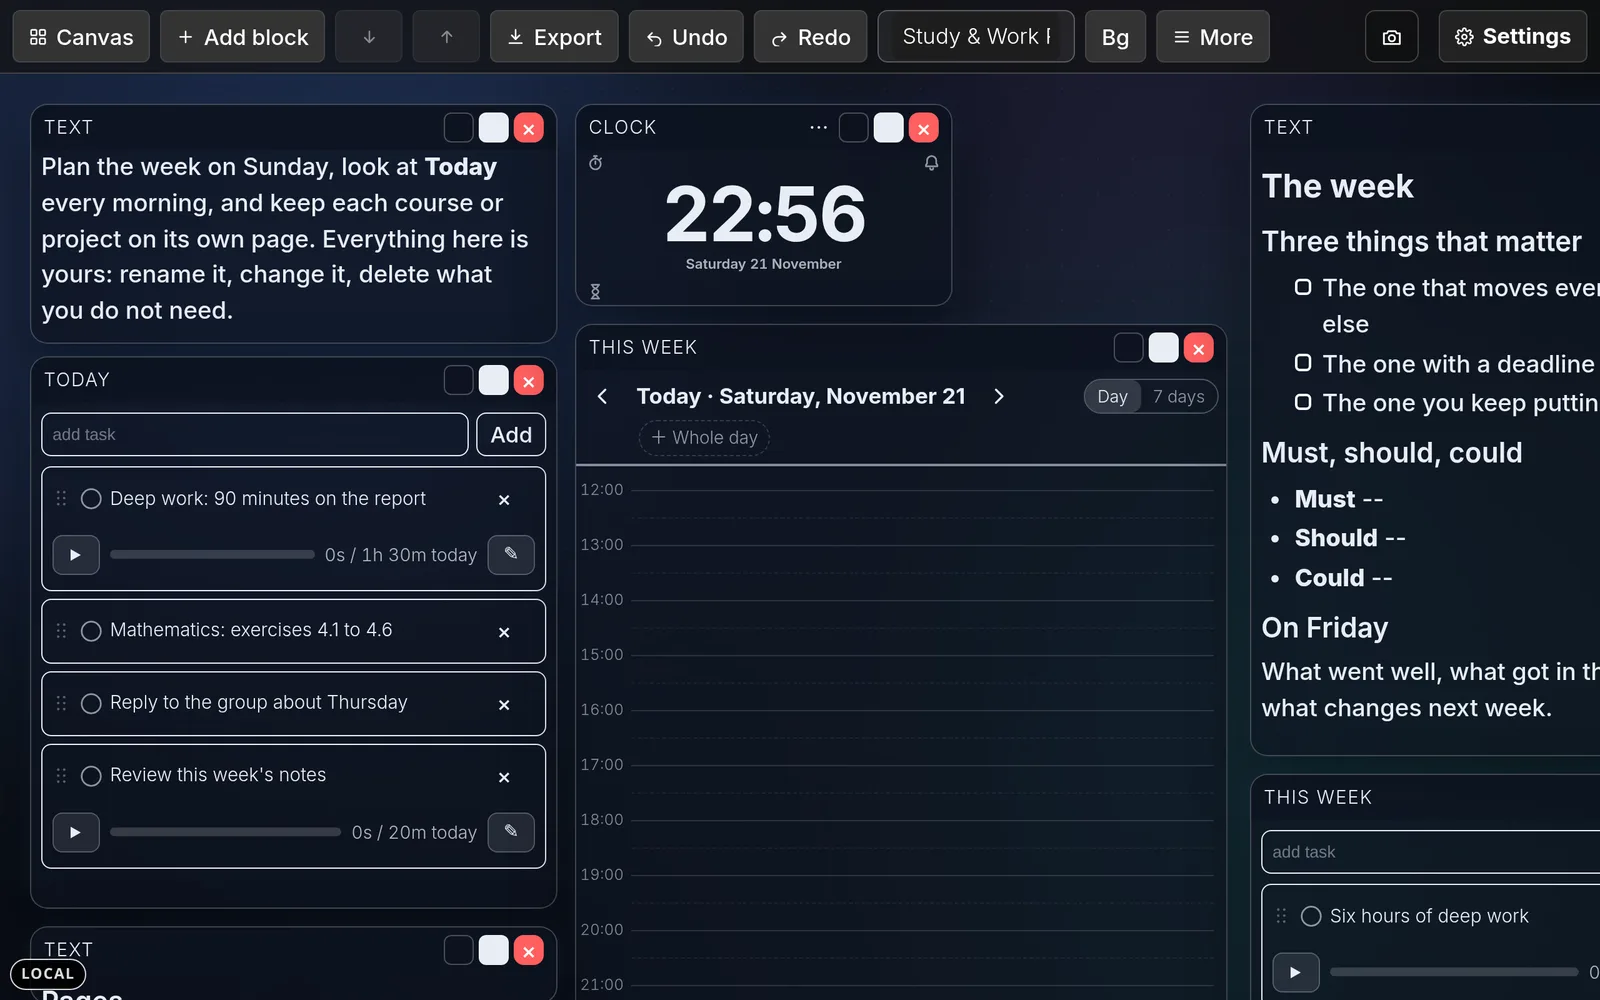 Canvas
+ Add block
Export
Undo
Redo
Study & Work
Bg
More
Settings
TEXT
Plan the week on Sunday, look at Today
every morning, and keep each course or
project on its own page. Everything here is
yours: rename it, change it, delete what
you do not need.
TODAY
add task
Add
Deep work: 90 minutes on the report
0s / 1h 30m today
Mathematics: exercises 4.1 to 4.6
Reply to the group about Thursday
Review this week's notes
0s / 20m today
TEXT
Pages
LOCAL
CLOCK
22:56
Saturday 21 November
THIS WEEK
Today · Saturday, November 21
Day
7 days
+ Whole day
12:00
13:00
14:00
15:00
16:00
17:00
18:00
19:00
20:00
21:00
TEXT
The week
Three things that matter
The one that moves
else
The one with a deadline
The one you keep
Must, should, could
• Must --
• Should --
• Could --
On Friday
What went well, what got in
what changes next week.
THIS WEEK
add task
Six hours of deep work